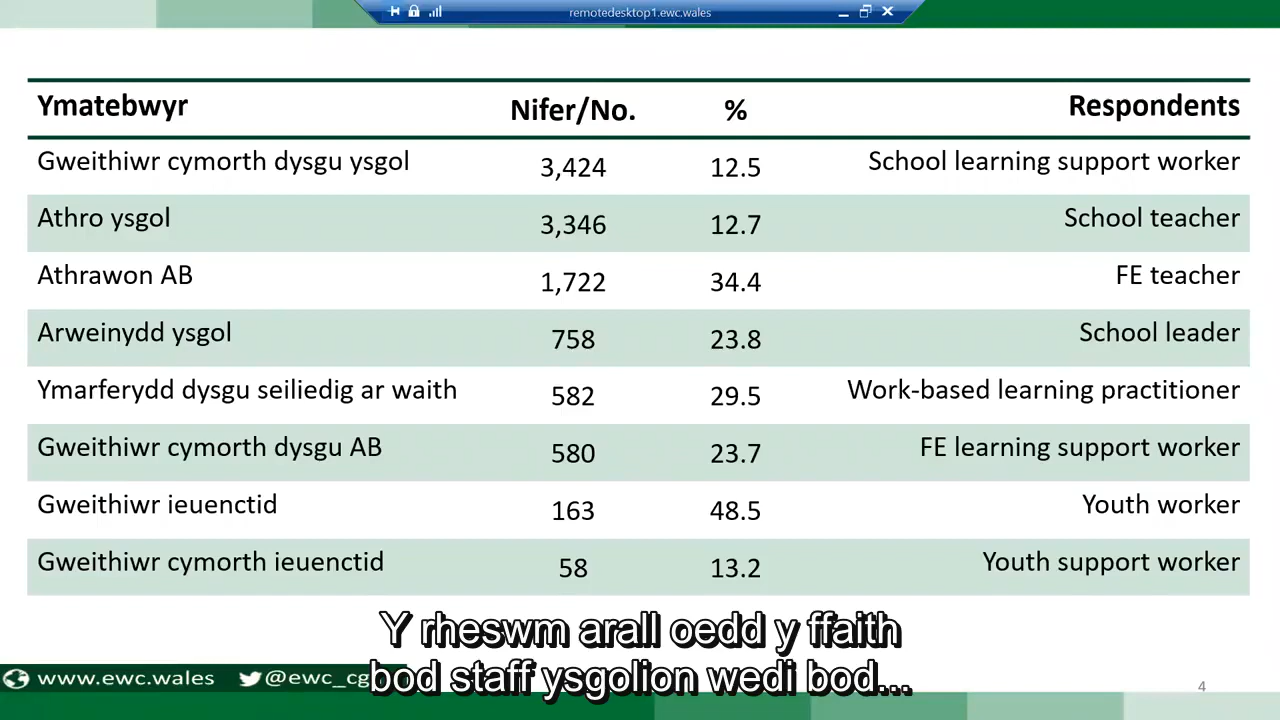 remotedesktop1.ewc.wales
Ymatebwyr Nifer/No. % Respondents
Gweithiwr cymorth dysgu ysgol 3,424 12.5 School learning support worker
Athro ysgol 3,346 12.7 School teacher
Athrawon AB 1,722 34.4 FE teacher
Arweinydd ysgol 758 23.8 School leader
Ymarferydd dysgu seiliedig ar waith 582 29.5 Work-based learning practitioner
Gweithiwr cymorth dysgu AB 580 23.7 FE learning support worker
Gweithiwr ieuenctid 163 48.5 Youth worker
Gweithiwr cymorth ieuenctid 58 13.2 Youth support worker
Y rheswm arall oedd y ffaith
bod staff ysgolion wedi bod...
www.ewc.wales @ewc_cg
4